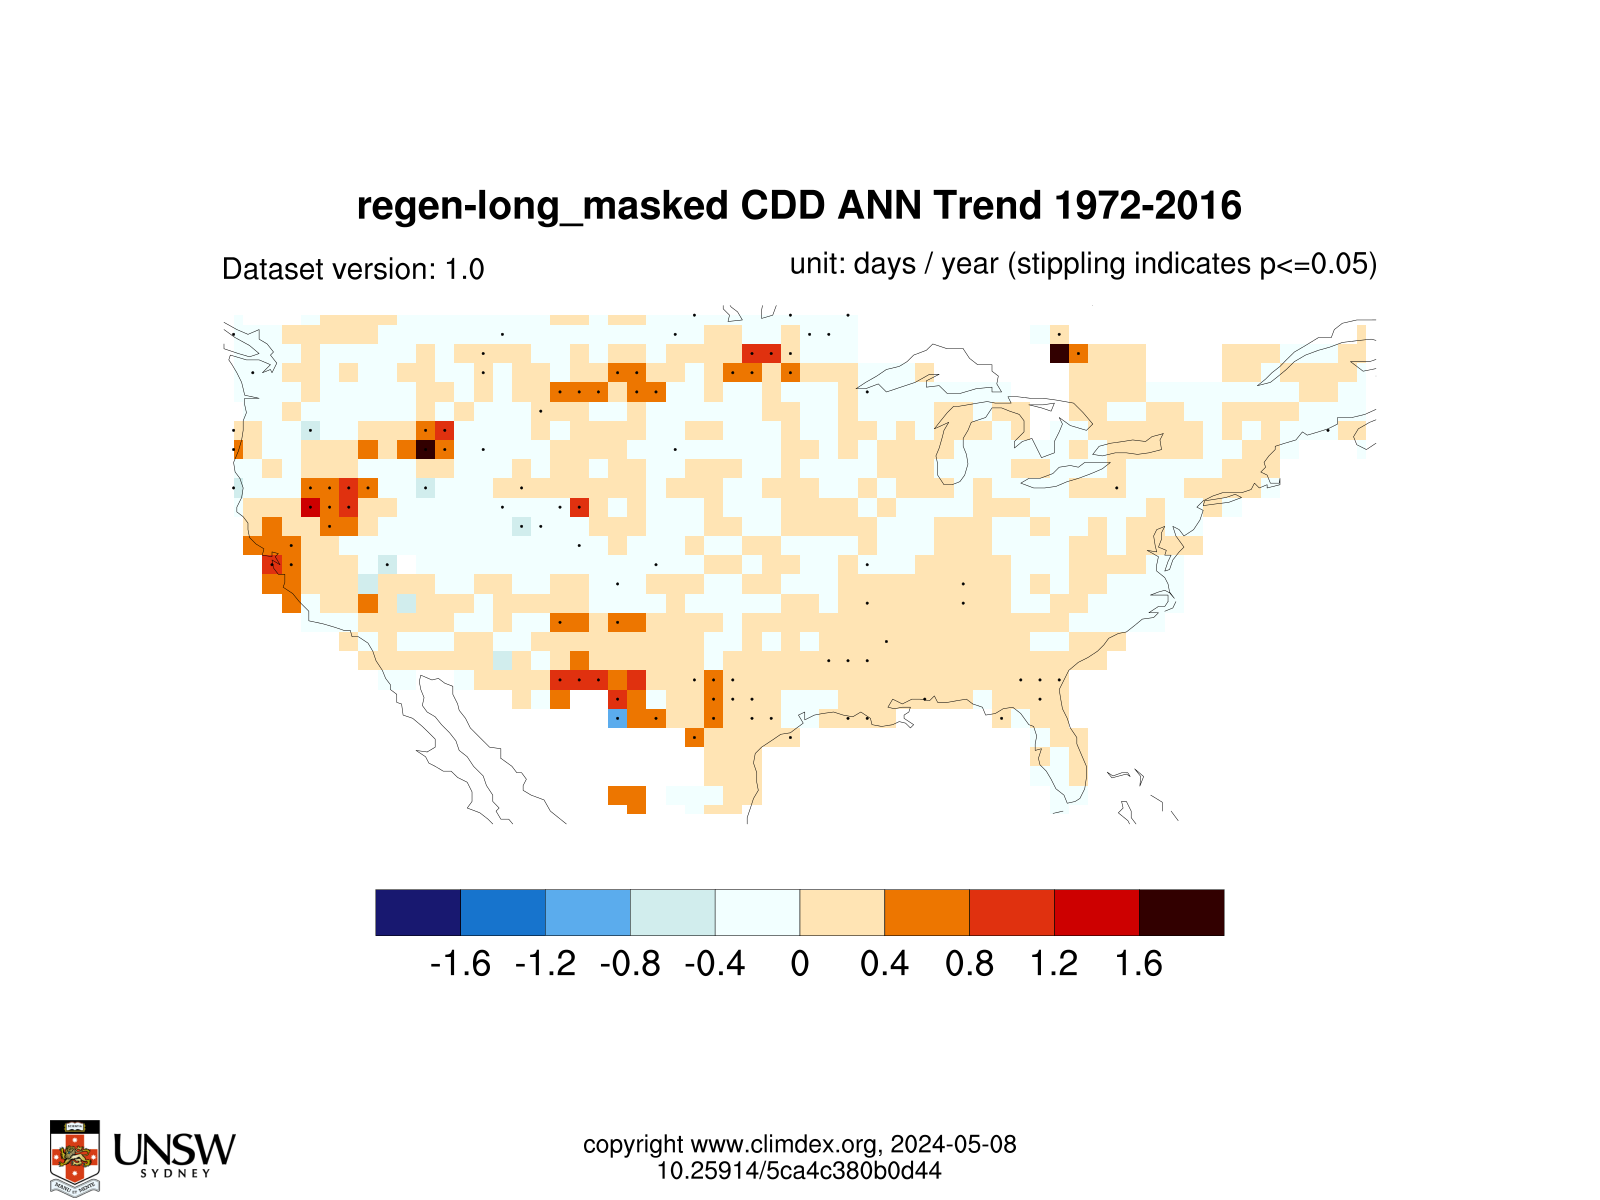 regen-long_masked CDD ANN Trend 1972-2016
Dataset version: 1.0
unit: days / year (stippling indicates p<=0.05)
-1.6 -1.2 -0.8 -0.4 0 0.4 0.8 1.2 1.6
UNSW
SYDNEY
copyright www.climdex.org, 2024-05-08
10.25914/5ca4c380b0d44